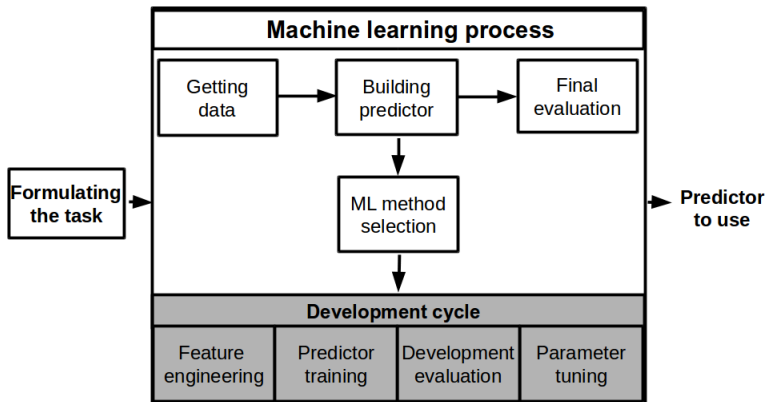 Machine learning process
Getting
data
Building
predictor
Final
evaluation
Formulating
the task
ML method
selection
Predictor
to use
Development cycle
Feature
engineering
Predictor
training
Development
evaluation
Parameter
tuning